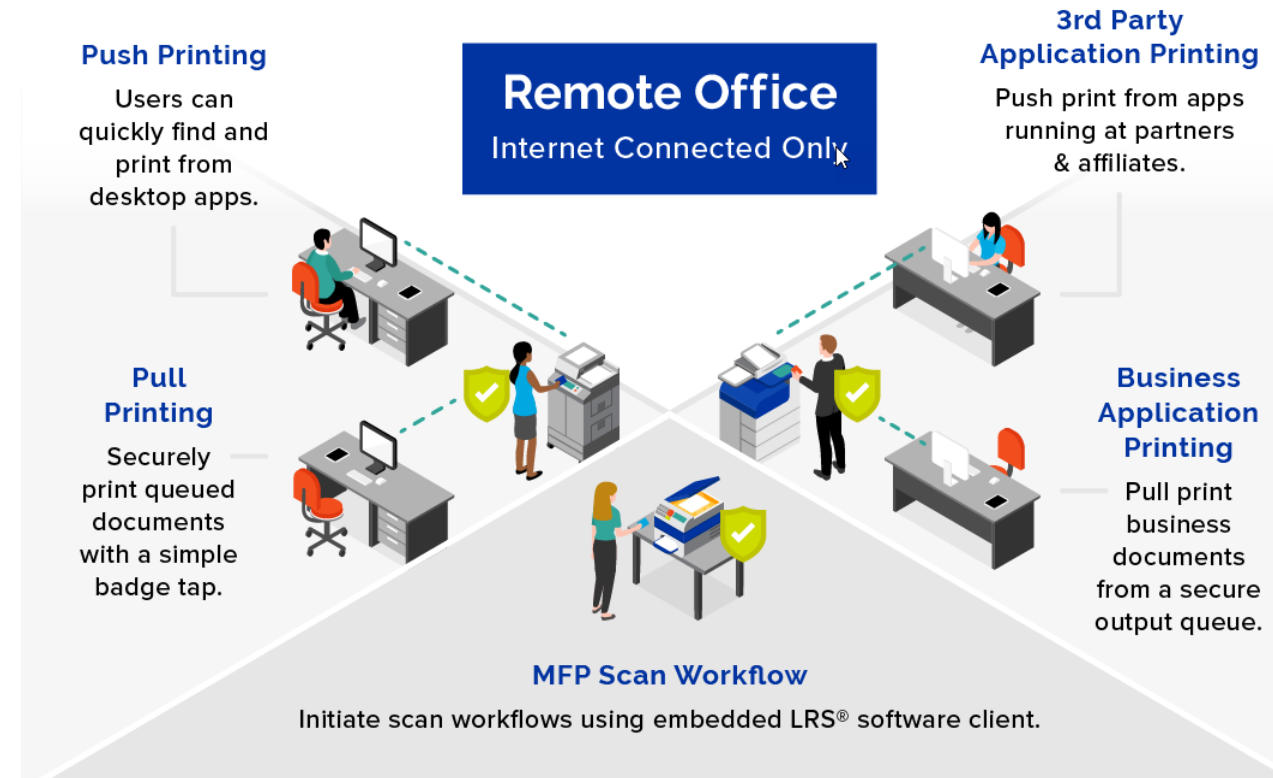 Push Printing
Users can
quickly find and
print from
desktop apps.
Remote Office
Internet Connected Only
3rd Party
Application Printing
Push print from apps
running at partners
& affiliates.
Pull
Printing
Securely
print queued
documents
with a simple
badge tap.
Business
Application
Printing
Pull print
business
documents
from a secure
output queue.
MFP Scan Workflow
Initiate scan workflows using embedded LRS® software client.